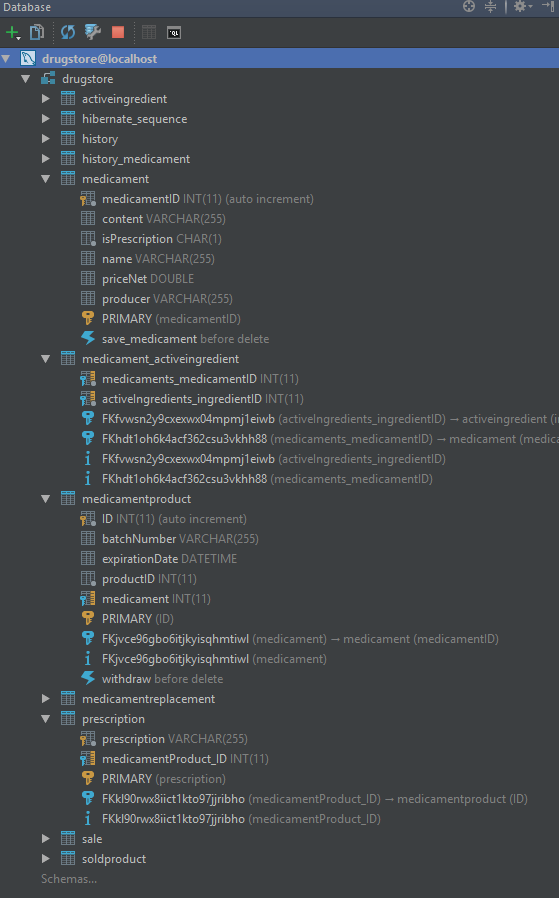 Database
drugstore@localhost
drugstore
activeingredient
hibernate_sequence
history
history_medicament
medicament
medicamentID INT(11) (auto increment)
content VARCHAR(255)
isPrescription CHAR(1)
name VARCHAR(255)
priceNet DOUBLE
producer VARCHAR(255)
PRIMARY (medicamentID)
save_medicament before delete
medicament_activeingredient
medicaments_medicamentID INT(11)
activeIngredients_ingredientID INT(11)
FKfvwsn2y9cxexwx04mpmj1eiwb (activeIngredients_ingredientID) → activeingredient (i
FKhdt1oh6k4acf362csu3vkhh88 (medicaments_medicamentID) → medicament (medica
FKfvwsn2y9cxexwx04mpmj1eiwb (activeIngredients_ingredientID)
FKhdt1oh6k4acf362csu3vkhh88 (medicaments_medicamentID)
medicamentproduct
ID INT(11) (auto increment)
batchNumber VARCHAR(255)
expirationDate DATETIME
productID INT(11)
medicament INT(11)
PRIMARY (ID)
FKjvce96gbo6itjkyisqhmtiwl (medicament) → medicament (medicamentID)
FKjvce96gbo6itjkyisqhmtiwl (medicament)
withdraw before delete
medicamentreplacement
prescription
prescription VARCHAR(255)
medicamentProduct_ID INT(11)
PRIMARY (prescription)
FKkl90rwx8iict1kto97jjribho (medicamentProduct_ID) → medicamentproduct (ID)
FKkl90rwx8iict1kto97jjribho (medicamentProduct_ID)
sale
soldproduct
Schemas...